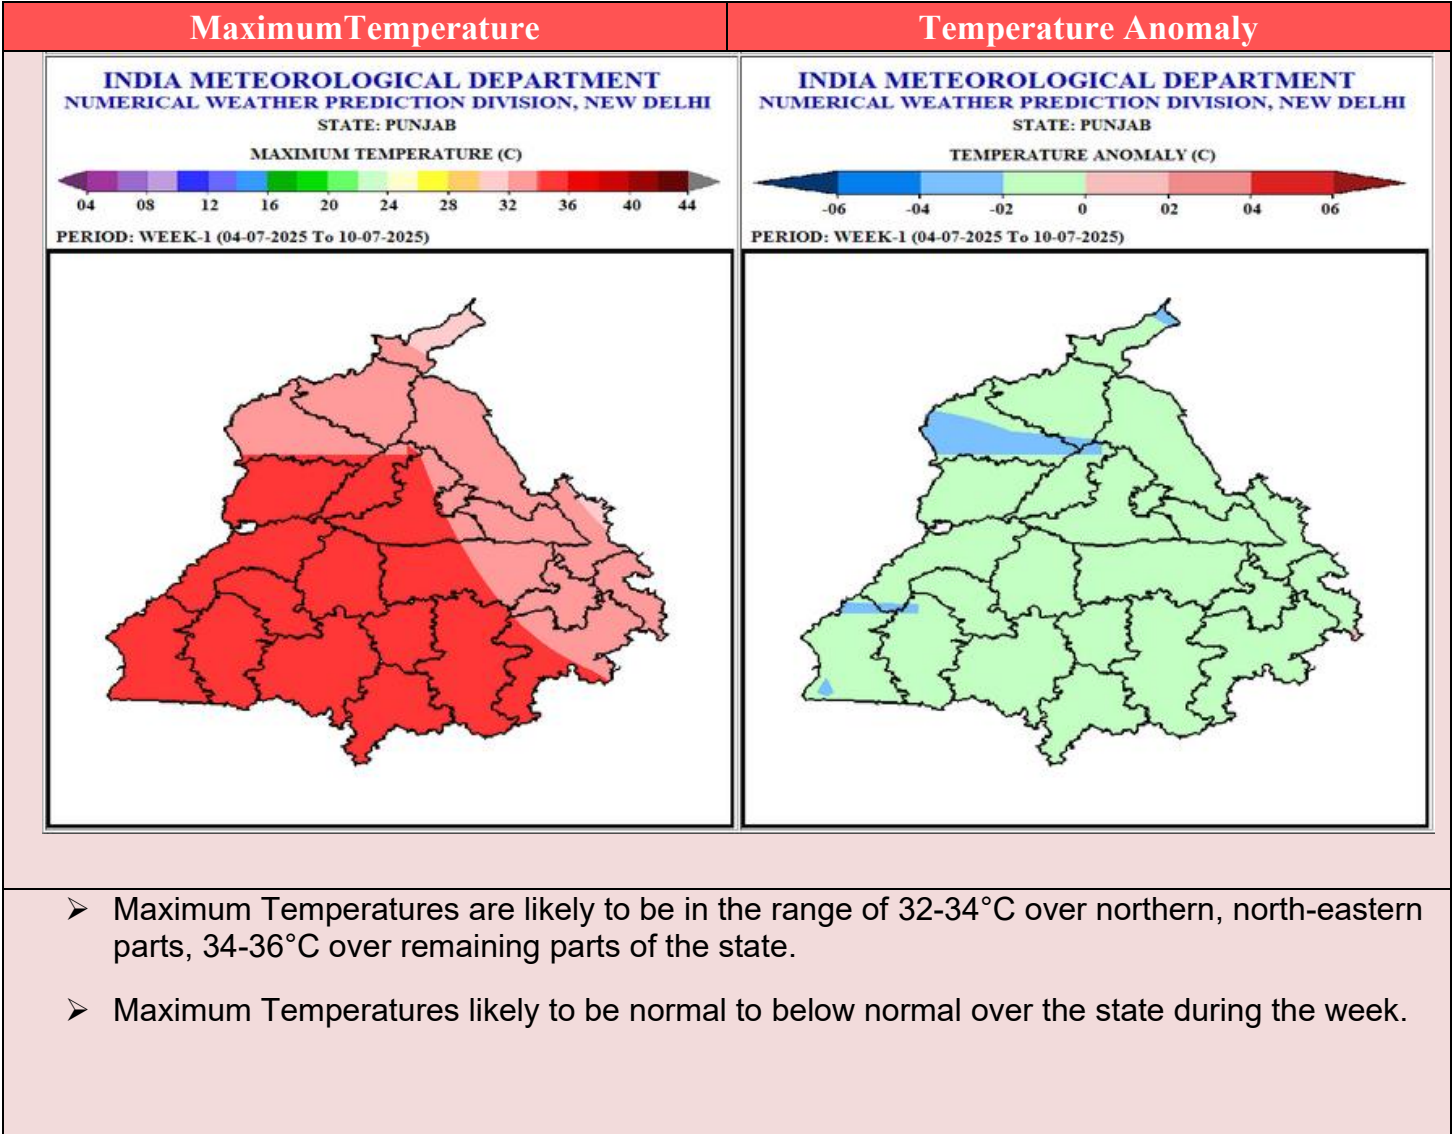 MaximumTemperature
Temperature Anomaly
INDIA METEOROLOGICAL DEPARTMENT
NUMERICAL WEATHER PREDICTION DIVISION, NEW DELHI
STATE: PUNJAB
MAXIMUM TEMPERATURE (C)
04 08 12 16 20 24 28 32 36 40 44
PERIOD: WEEK-1 (04-07-2025 To 10-07-2025)
INDIA METEOROLOGICAL DEPARTMENT
NUMERICAL WEATHER PREDICTION DIVISION, NEW DELHI
STATE: PUNJAB
TEMPERATURE ANOMALY (C)
-06 -04 -02 0 02 04 06
PERIOD: WEEK-1 (04-07-2025 To 10-07-2025)
➢ Maximum Temperatures are likely to be in the range of 32-34°C over northern, north-eastern
parts, 34-36°C over remaining parts of the state.
➢ Maximum Temperatures likely to be normal to below normal over the state during the week.